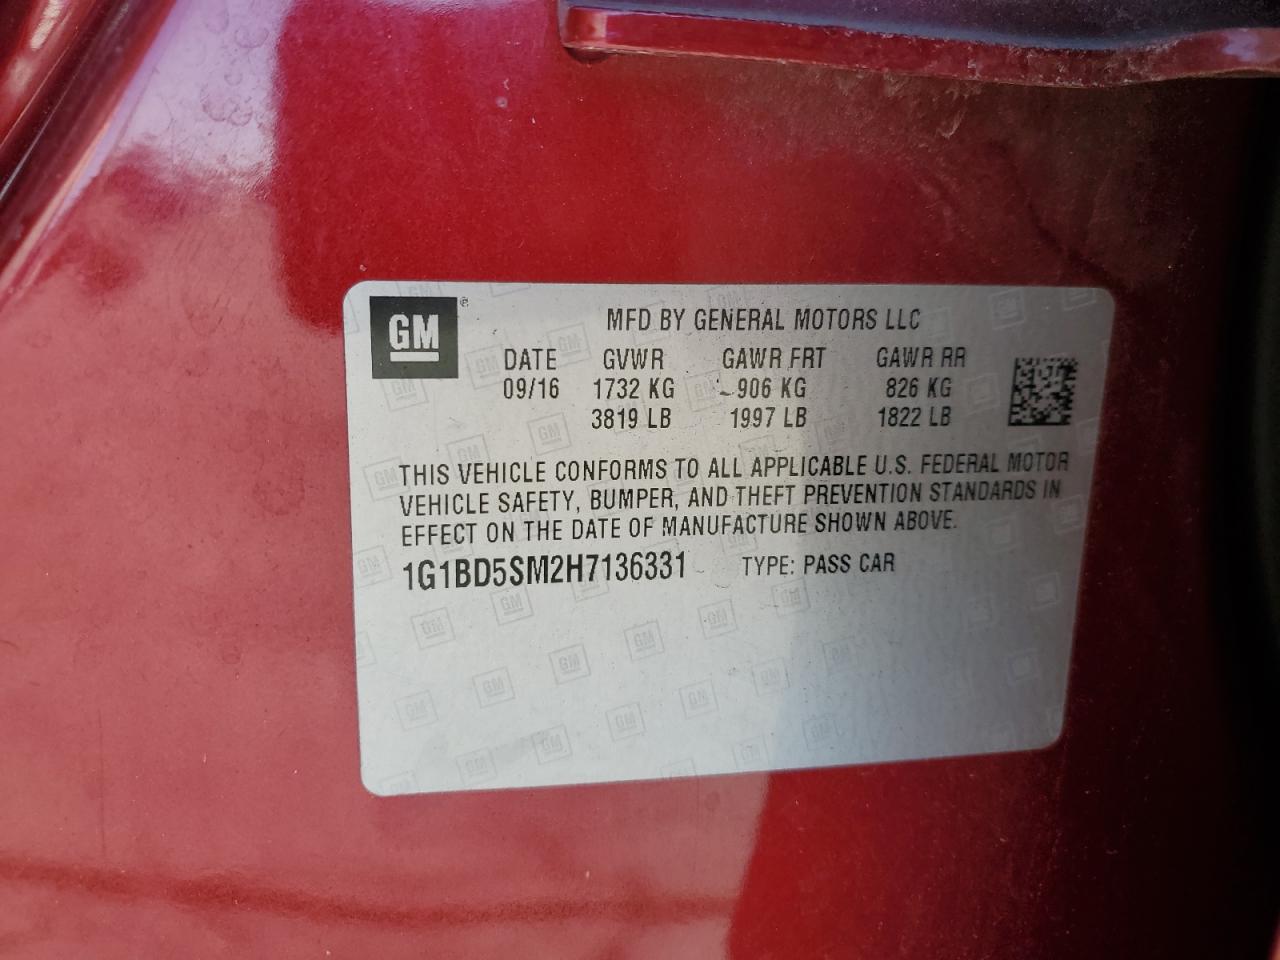 GM
MFD BY GENERAL MOTORS LLC
DATE GVWR GAWR FRT GAWR RR
09/16 1732 KG 906 KG 826 KG
3819 LB 1997 LB 1822 LB
THIS VEHICLE CONFORMS TO ALL APPLICABLE U.S. FEDERAL MOTOR
VEHICLE SAFETY, BUMPER, AND THEFT PREVENTION STANDARDS IN
EFFECT ON THE DATE OF MANUFACTURE SHOWN ABOVE.
1G1BD5SM2H7136331 TYPE: PASS CAR